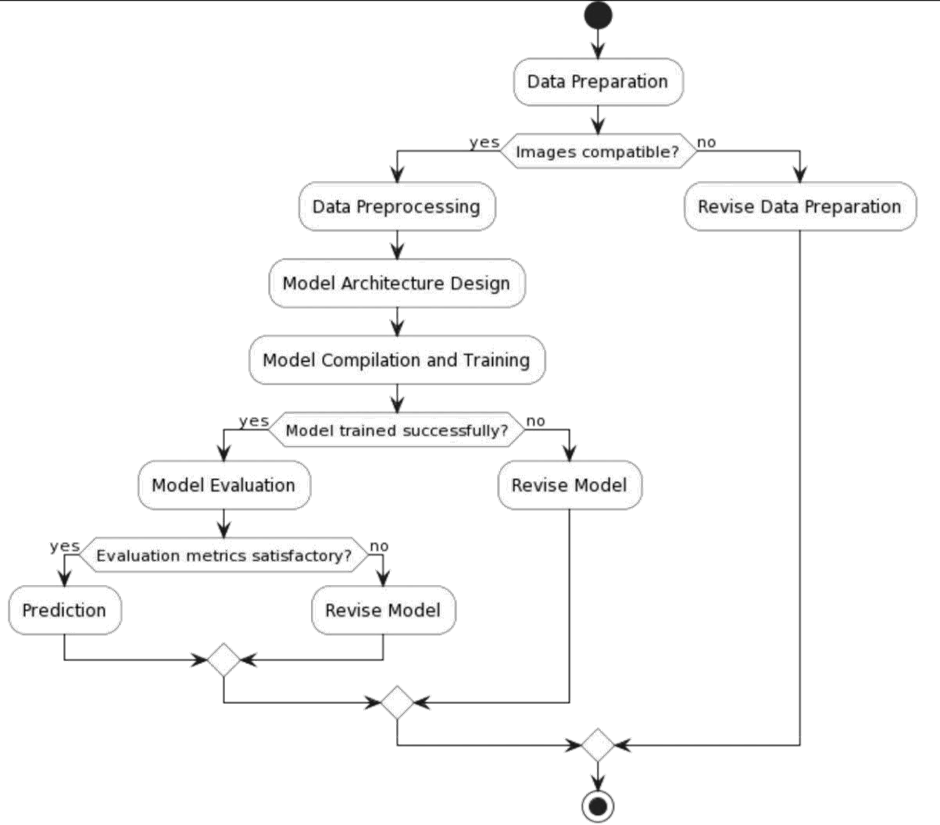 Data Preparation
yes
Images compatible?
no
Data Preprocessing
Revise Data Preparation
Model Architecture Design
Model Compilation and Training
yes
Model trained successfully?
no
Model Evaluation
Revise Model
yes
Evaluation metrics satisfactory?
no
Prediction
Revise Model